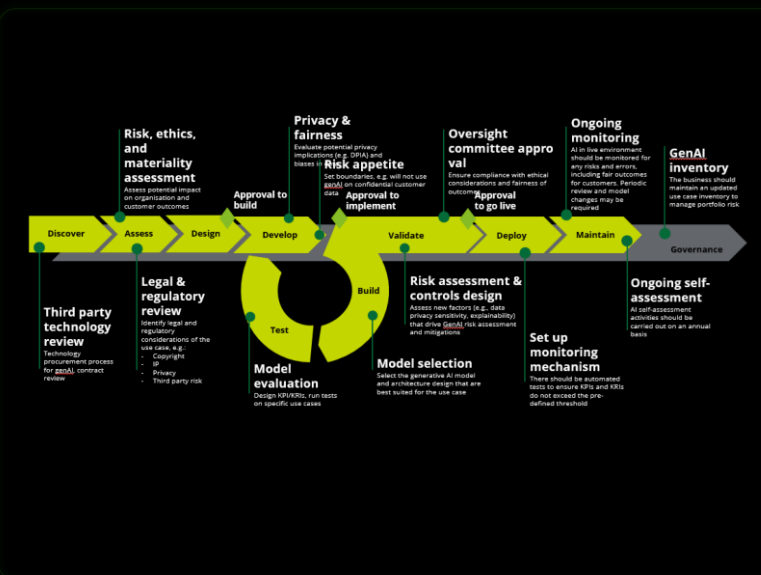 Risk, ethics,
and
materiality
assessment
Assess potential impact
on organisation and
customer outcomes
Privacy &
fairness
Evaluate potential privacy
implications (e.g. DPIA) and
biases in
Risk appetite
Set boundaries, e.g. will not use
genAI on confidential customer
data
Oversight
committee appro
val
Ensure compliance with ethical
considerations and fairness of
outcome
Ongoing
monitoring
AI in live environment
should be monitored for
any risks and errors,
including fair outcomes
for customers. Periodic
review and model
changes may be
required
GenAI
inventory
The business should
maintain an updated
use case inventory to
manage portfolio risk
Approval to
build
Approval to
implement
Approval
to go live
Discover
Assess
Design
Develop
Validate
Deploy
Maintain
Governance
Build
Test
Third party
technology
review
Technology
procurement process
for genAI, contract
review
Legal &
regulatory
review
Identify legal and
regulatory
considerations of the
use case, e.g.:
- Copyright
- IP
- Privacy
- Third party risk
Model
evaluation
Design KPI/KRIs, run tests
on specific use cases
Model selection
Select the generative AI model
and architecture design that are
best suited for the use case
Risk assessment &
controls design
Assess new factors (e.g., data
privacy sensitivity, explainability)
that drive GenAI risk assessment
and mitigations
Set up
monitoring
mechanism
There should be automated
tests to ensure KPIs and KRIs
do not exceed the pre-
defined threshold
Ongoing self-
assessment
AI self-assessment
activities should be
carried out on an annual
basis